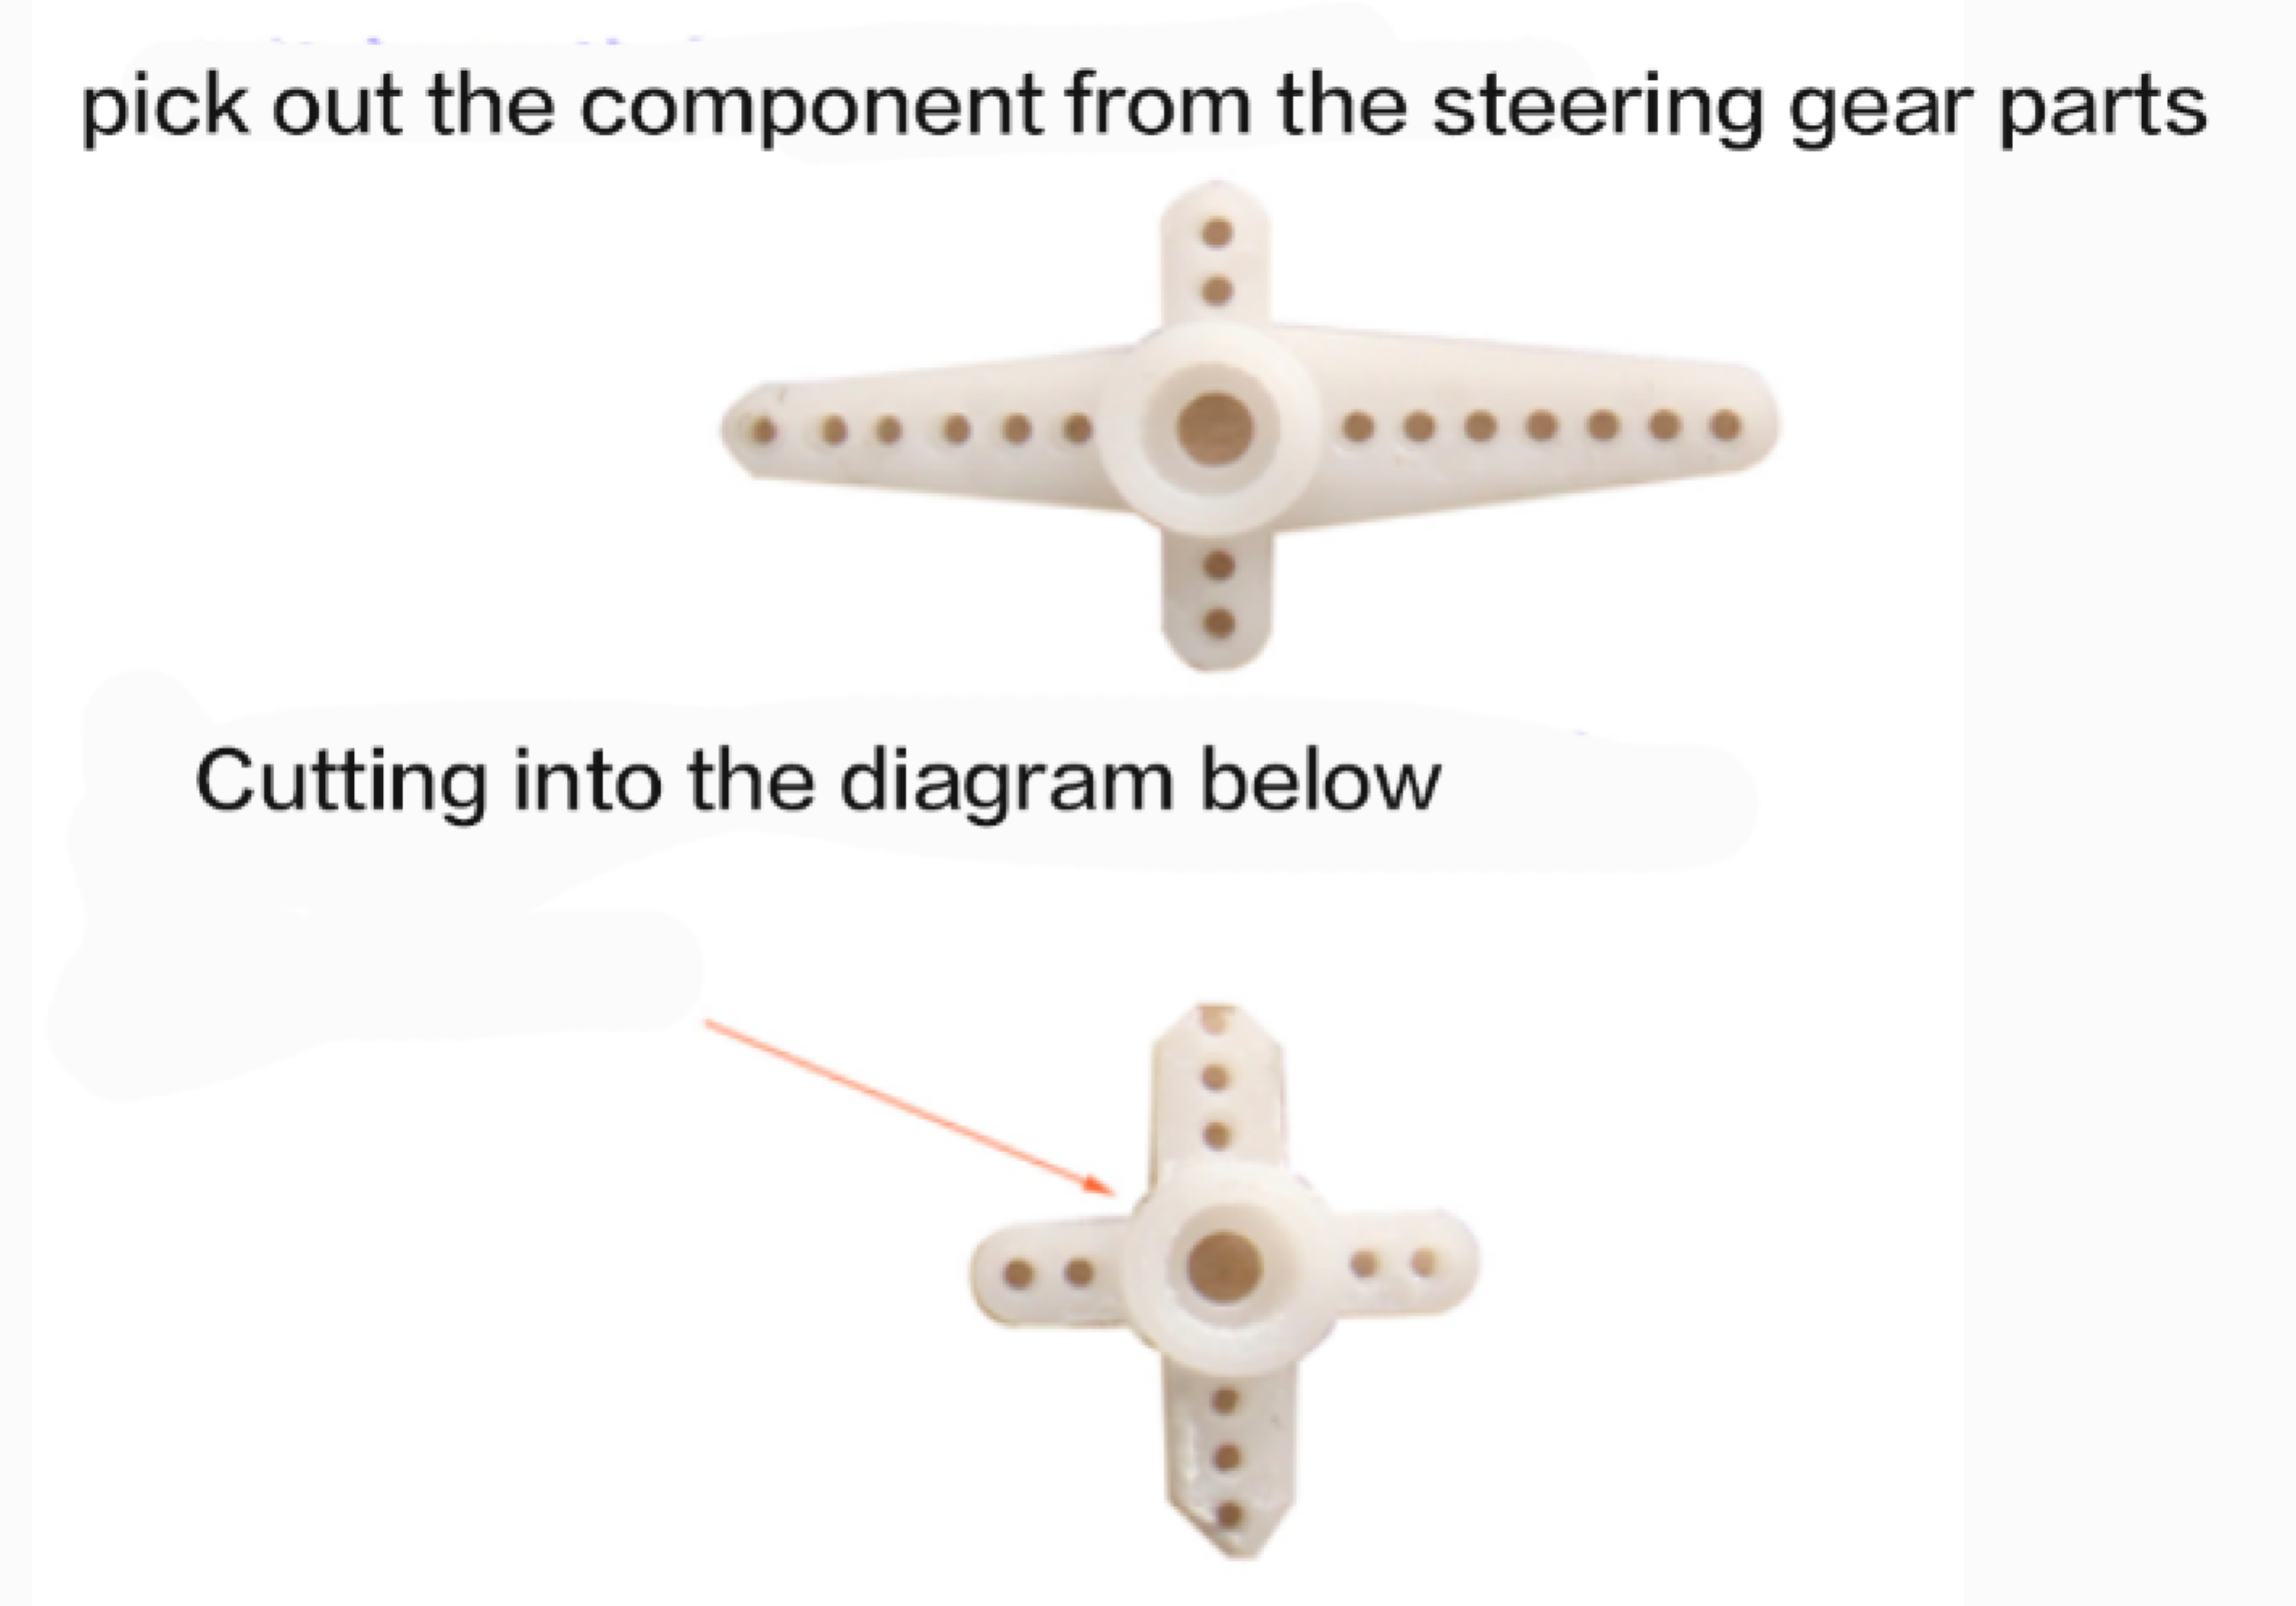 pick out the component from the steering gear parts
Cutting into the diagram below